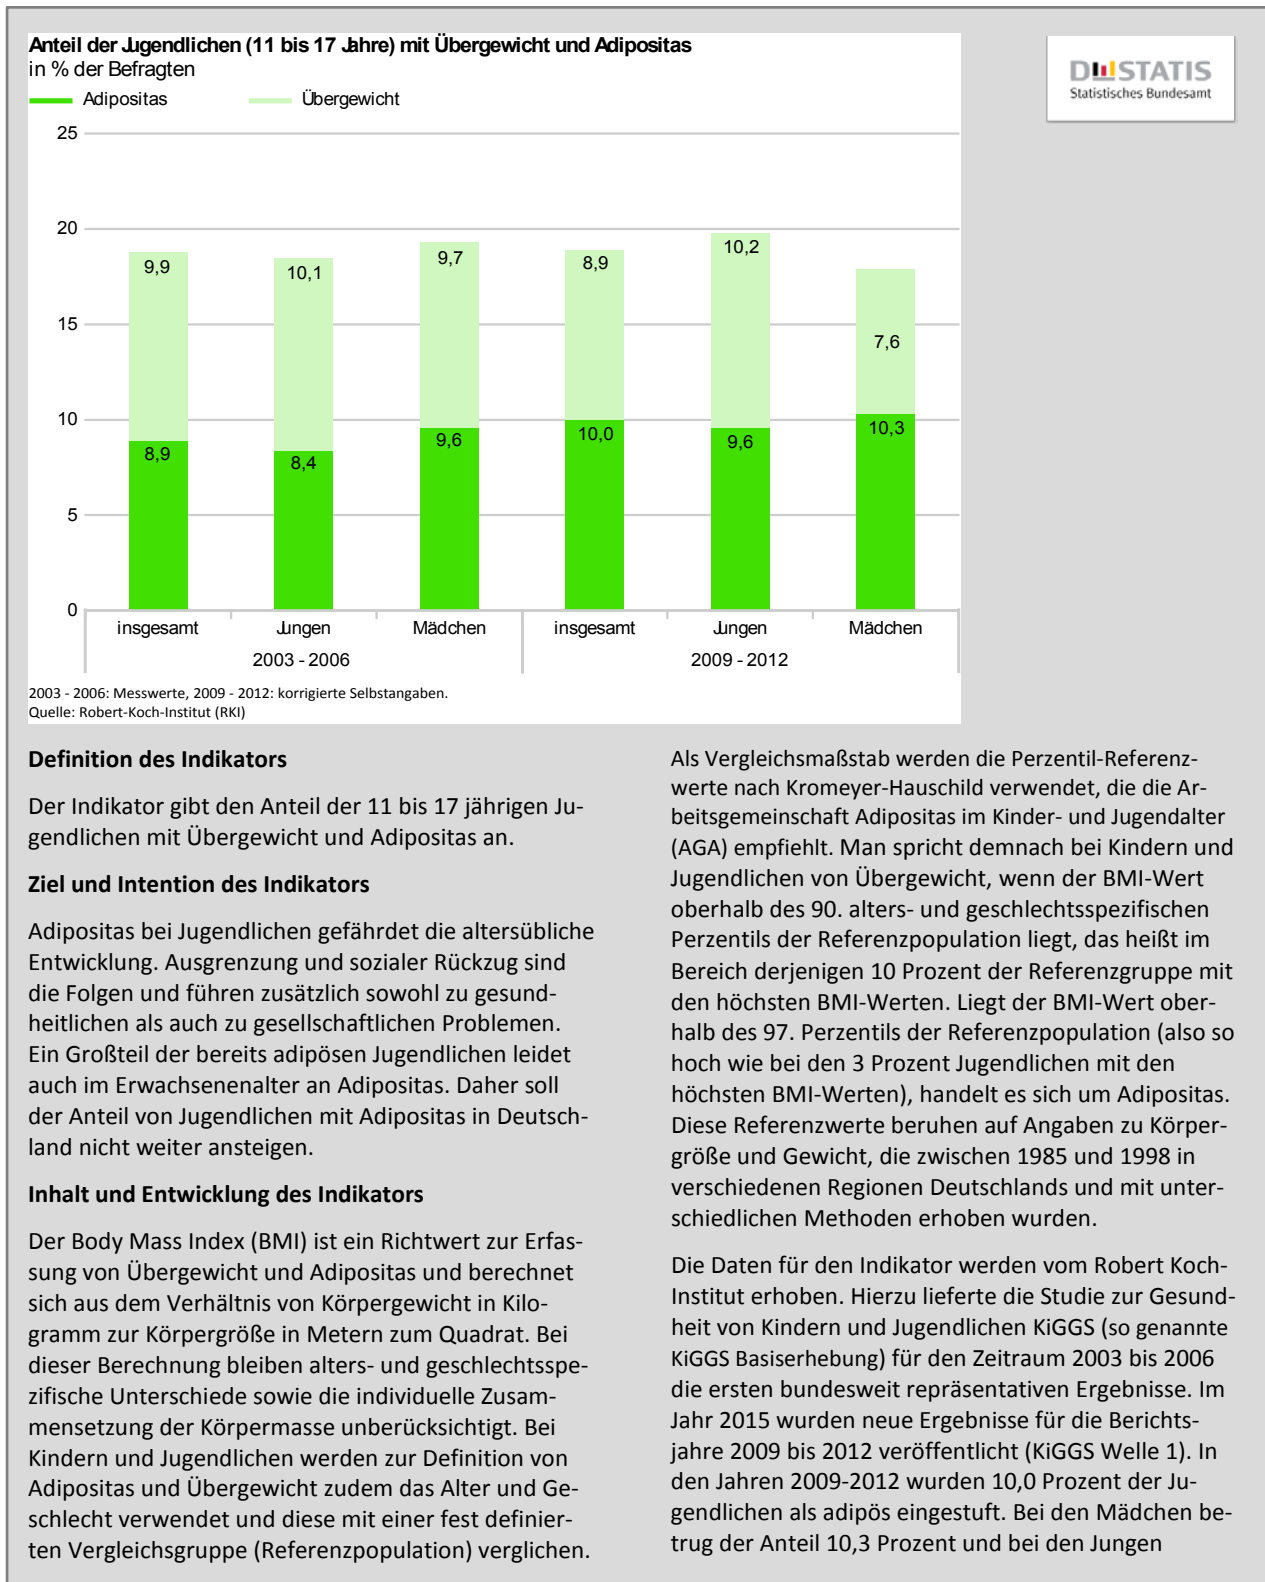 Anteil der Jugendlichen (11 bis 17 Jahre) mit Übergewicht und Adipositas
in % der Befragten
Adipositas Übergewicht
DESTATIS
Statistisches Bundesamt
25
20
15
10
5
0
9,9 10,1 9,7 8,9 10,2 7,6
8,9 8,4 9,6 10,0 9,6 10,3
insgesamt Jungen Mädchen insgesamt Jungen Mädchen
2003 - 2006 2009 - 2012
2003 - 2006: Messwerte, 2009 - 2012: korrigierte Selbstangaben.
Quelle: Robert-Koch-Institut (RKI)
Definition des Indikators
Der Indikator gibt den Anteil der 11 bis 17 jährigen Ju-
gendlichen mit Übergewicht und Adipositas an.
Ziel und Intention des Indikators
Adipositas bei Jugendlichen gefährdet die altersübliche
Entwicklung. Ausgrenzung und sozialer Rückzug sind
die Folgen und führen zusätzlich sowohl zu gesund-
heitlichen als auch zu gesellschaftlichen Problemen.
Ein Großteil der bereits adipösen Jugendlichen leidet
auch im Erwachsenenalter an Adipositas. Daher soll
der Anteil von Jugendlichen mit Adipositas in Deutsch-
land nicht weiter ansteigen.
Inhalt und Entwicklung des Indikators
Der Body Mass Index (BMI) ist ein Richtwert zur Erfas-
sung von Übergewicht und Adipositas und berechnet
sich aus dem Verhältnis von Körpergewicht in Kilo-
gramm zur Körpergröße in Metern zum Quadrat. Bei
dieser Berechnung bleiben alters- und geschlechtsspe-
zifische Unterschiede sowie die individuelle Zusam-
mensetzung der Körpermasse unberücksichtigt. Bei
Kindern und Jugendlichen werden zur Definition von
Adipositas und Übergewicht zudem das Alter und Ge-
schlecht verwendet und diese mit einer fest definier-
ten Vergleichsgruppe (Referenzpopulation) verglichen.
Als Vergleichsmaßstab werden die Perzentil-Referenz-
werte nach Kromeyer-Hauschild verwendet, die die Ar-
beitsgemeinschaft Adipositas im Kinder- und Jugendalter
(AGA) empfiehlt. Man spricht demnach bei Kindern und
Jugendlichen von Übergewicht, wenn der BMI-Wert
oberhalb des 90. alters- und geschlechtsspezifischen
Perzentils der Referenzpopulation liegt, das heißt im
Bereich derjenigen 10 Prozent der Referenzgruppe mit
den höchsten BMI-Werten. Liegt der BMI-Wert ober-
halb des 97. Perzentils der Referenzpopulation (also so
hoch wie bei den 3 Prozent Jugendlichen mit den
höchsten BMI-Werten), handelt es sich um Adipositas.
Diese Referenzwerte beruhen auf Angaben zu Körper-
größe und Gewicht, die zwischen 1985 und 1998 in
verschiedenen Regionen Deutschlands und mit unter-
schiedlichen Methoden erhoben wurden.
Die Daten für den Indikator werden vom Robert Koch-
Institut erhoben. Hierzu lieferte die Studie zur Gesund-
heit von Kindern und Jugendlichen KiGGS (so genannte
KiGGS Basiserhebung) für den Zeitraum 2003 bis 2006
die ersten bundesweit repräsentativen Ergebnisse. Im
Jahr 2015 wurden neue Ergebnisse für die Berichts-
jahre 2009 bis 2012 veröffentlicht (KiGGS Welle 1). In
den Jahren 2009-2012 wurden 10,0 Prozent der Ju-
gendlichen als adipös eingestuft. Bei den Mädchen be-
trug der Anteil 10,3 Prozent und bei den Jungen